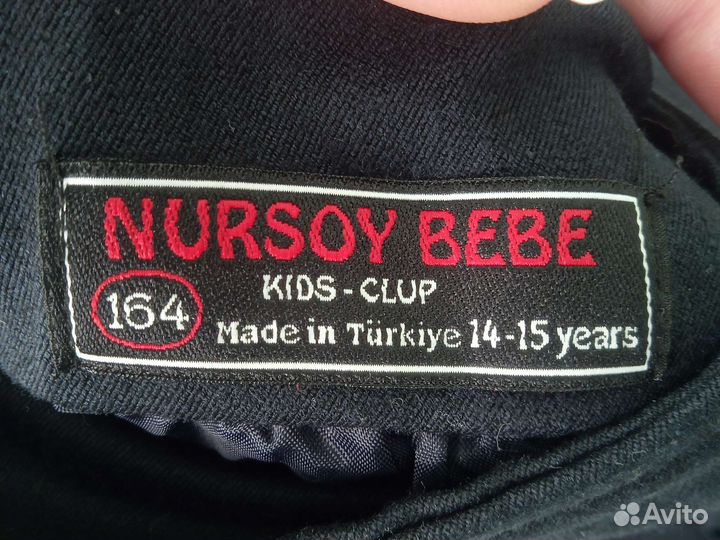 NURSOY BEBE
KIDS-CLUP
164
Made in Türkiye 14-15 years
Avito